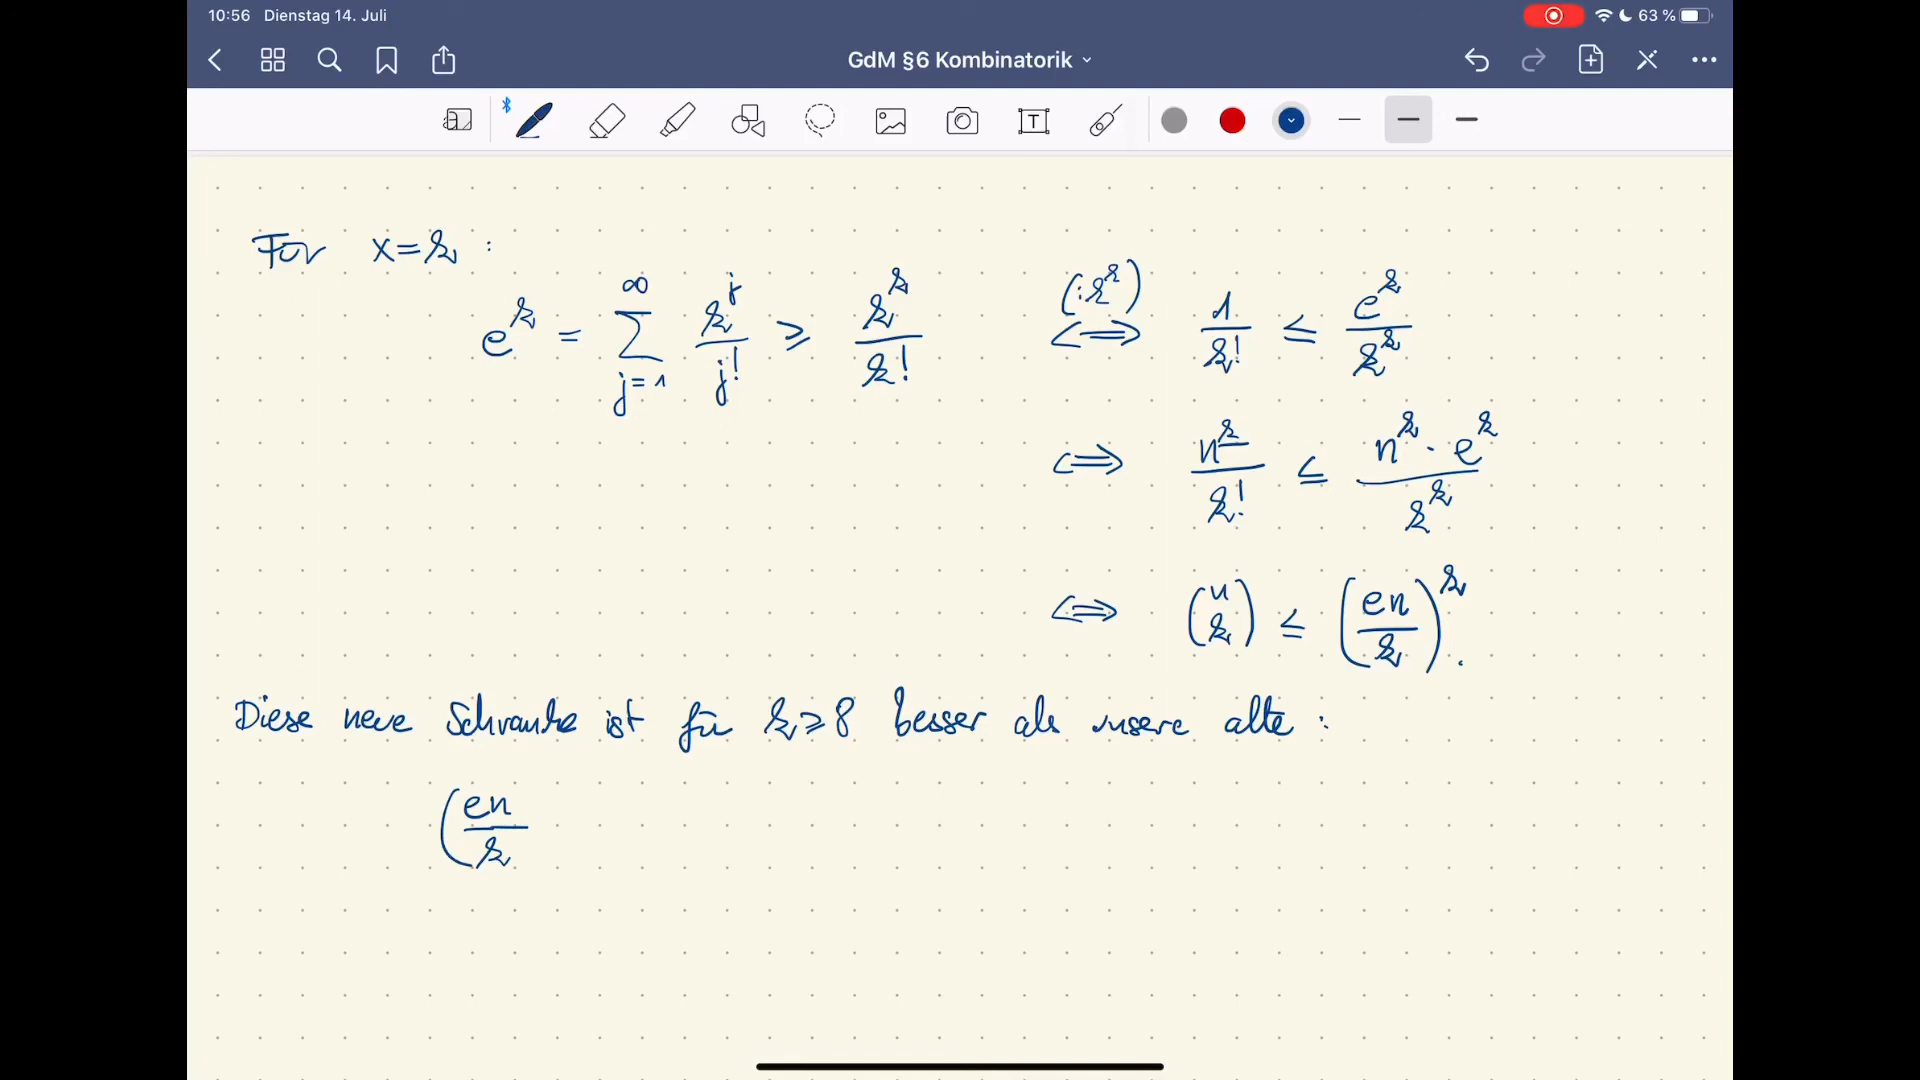 10:56 Dienstag 14. Juli 63 %
GdM §6 Kombinatorik
Für x=k :
e^k = ∑_{j=1}^{∞} k^j/j! ≥ k^k/k! (:k^k) ⟺ 1/k! ≤ e^k/k^k
⟺ n^k/k! ≤ n^k · e^k/k^k
⟺ (n k) ≤ (en/k)^k.
Diese neue Schranke ist für k≥8 besser als unsere alte :
(en/k